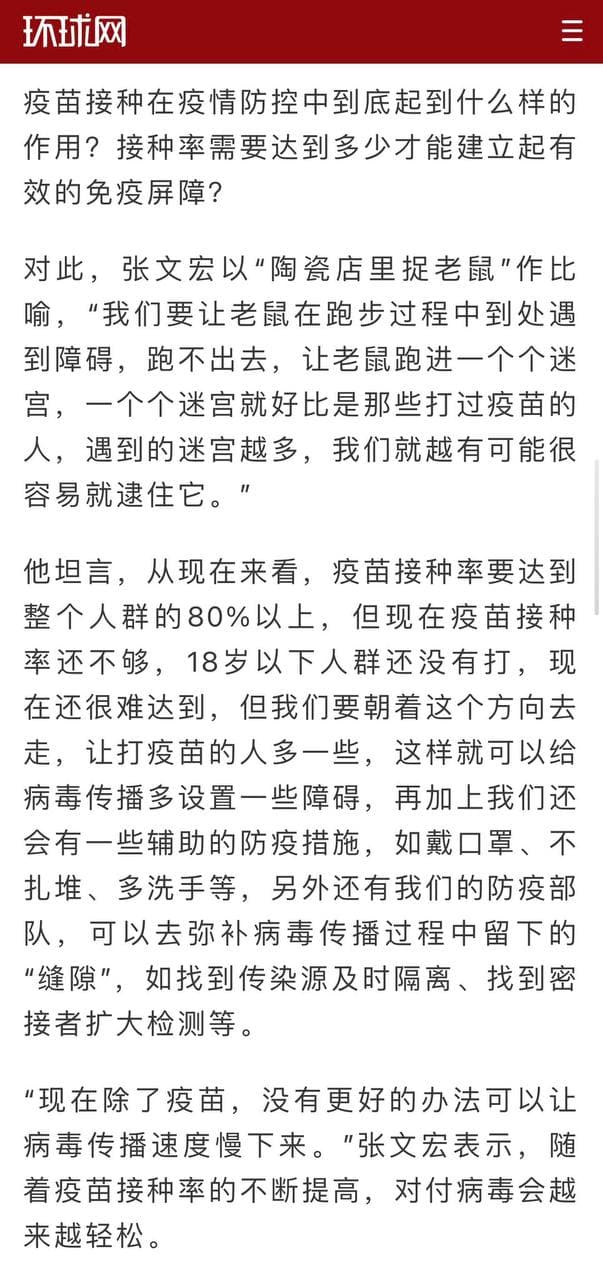 环球网
疫苗接种在疫情防控中到底起到什么样的
作用？接种率需要达到多少才能建立起有
效的免疫屏障？
对此，张文宏以“陶瓷店里捉老鼠”作比
喻，“我们要让老鼠在跑步过程中到处遇
到障碍，跑不出去，让老鼠跑进一个个迷
宫，一个个迷宫就好比是那些打过疫苗的
人，遇到的迷宫越多，我们就越有可能很
容易就逮住它。”
他坦言，从现在来看，疫苗接种率要达到
整个人群的80%以上，但现在疫苗接种
率还不够，18岁以下人群还没有打，现
在还很难达到，但我们要朝着这个方向去
走，让打疫苗的人多一些，这样就可以给
病毒传播多设置一些障碍，再加上我们还
会有一些辅助的防疫措施，如戴口罩、不
扎堆、多洗手等，另外还有我们的防疫部
队，可以去弥补病毒传播过程中留下的
“缝隙”，如找到传染源及时隔离、找到密
接者扩大检测等。
“现在除了疫苗，没有更好的办法可以让
病毒传播速度慢下来。”张文宏表示，随
着疫苗接种率的不断提高，对付病毒会越
来越轻松。